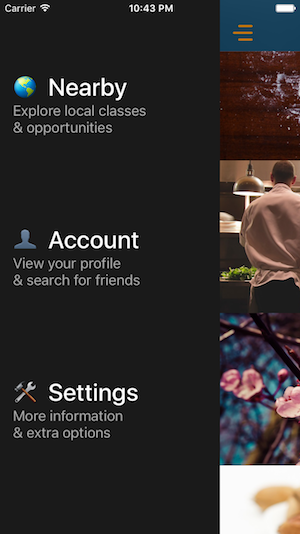 Carrier 10:43 PM
Nearby
Explore local classes
& opportunities
Account
View your profile
& search for friends
Settings
More information
& extra options